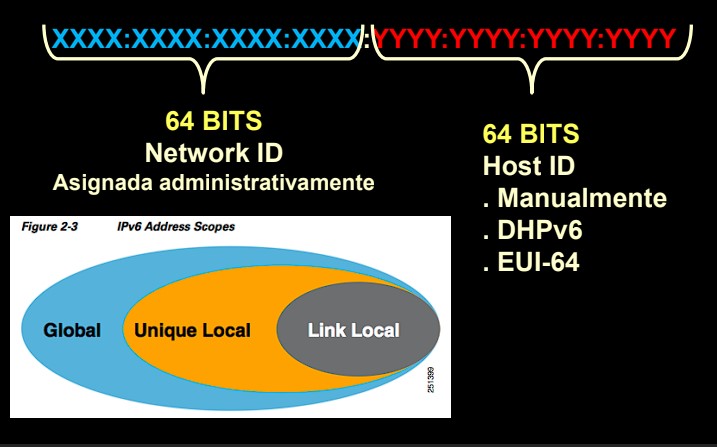 XXXX:XXXX:XXXX:XXXX:YYYY:YYYY:YYYY:YYYY
64 BITS
Network ID
Asignada administrativamente
64 BITS
Host ID
. Manualmente
. DHPv6
. EUI-64
Figure 2-3 IPv6 Address Scopes
Global Unique Local Link Local
251399